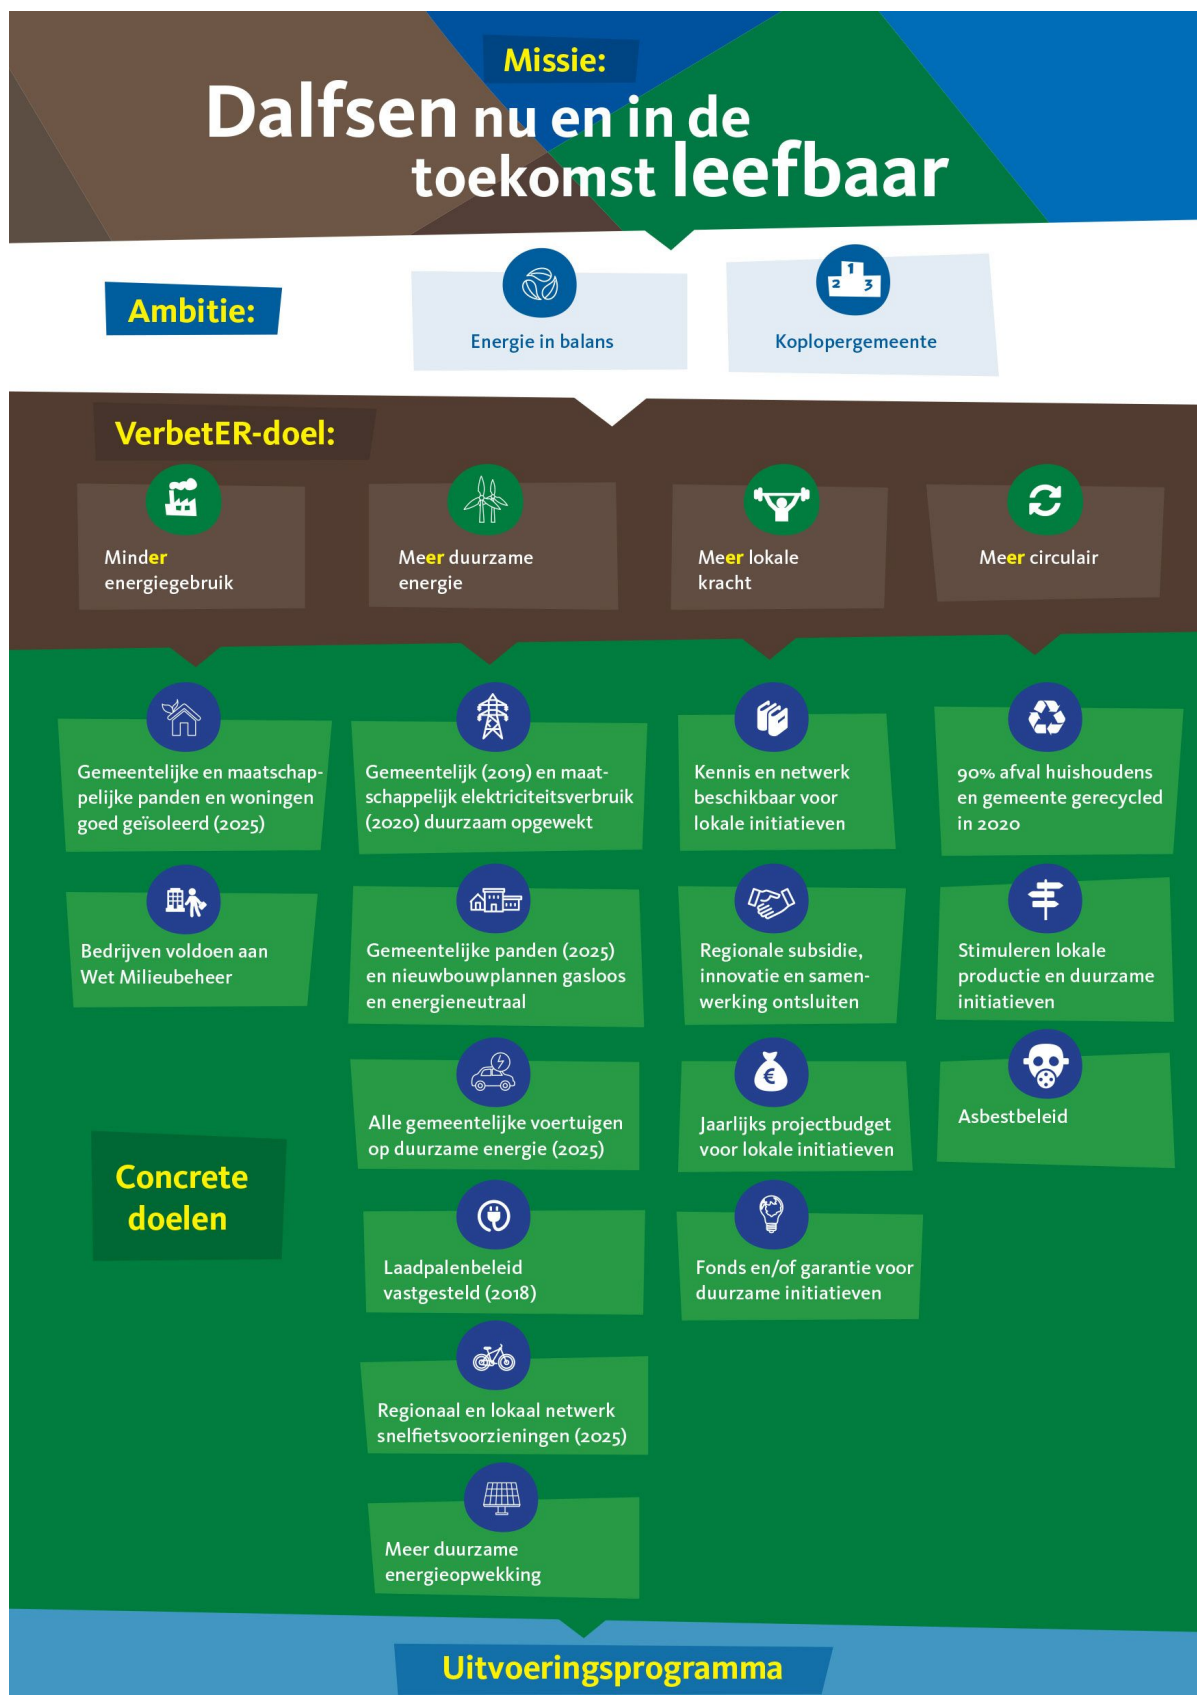 Missie:
Dalfsen nu en in de
toekomst leefbaar
Ambitie:
Energie in balans
1
2 3
Koplopergemeente
VerbetER-doel:
Minder
energiegebruik
Meer duurzame
energie
Meer lokale
kracht
Meer circulair
Gemeentelijke en maatschap-
pelijke panden en woningen
goed geïsoleerd (2025)
Bedrijven voldoen aan
Wet Milieubeheer
Gemeentelijk (2019) en maat-
schappelijk elektriciteitsverbruik
(2020) duurzaam opgewekt
Gemeentelijke panden (2025)
en nieuwbouwplannen gasloos
en energieneutraal
Alle gemeentelijke voertuigen
op duurzame energie (2025)
Laadpalenbeleid
vastgesteld (2018)
Regionaal en lokaal netwerk
snelfietsvoorzieningen (2025)
Meer duurzame
energieopwekking
Kennis en netwerk
beschikbaar voor
lokale initiatieven
Regionale subsidie,
innovatie en samen-
werking ontsluiten
€
Jaarlijks projectbudget
voor lokale initiatieven
Fonds en/of garantie voor
duurzame initiatieven
90% afval huishoudens
en gemeente gerecycled
in 2020
Stimuleren lokale
productie en duurzame
initiatieven
Asbestbeleid
Concrete
doelen
Uitvoeringsprogramma